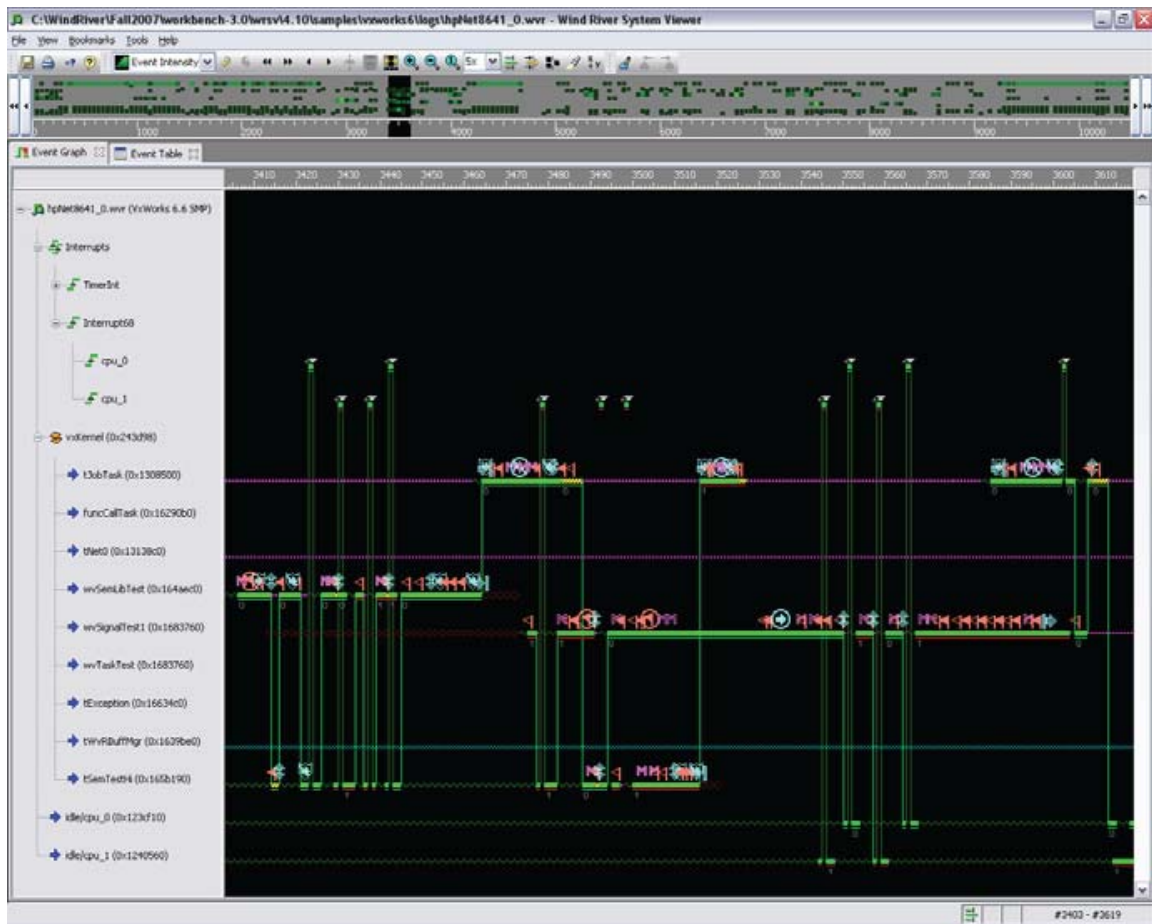 C:\WindRiver\Fall2007\workbench-3.0\wrsv\4.10\samples\vxworks6\logs\hpNet8641_0.wvr - Wind River System Viewer
File View Bookmarks Tools Help
Event Intensity 5x
0 1000 2000 3000 4000 5000 6000 7000 8000 9000 10000
Event Graph Event Table
3410 3420 3430 3440 3450 3460 3470 3480 3490 3500 3510 3520 3530 3540 3550 3560 3570 3580 3590 3600 3610
hpNet8641_0.wvr (VxWorks 6.6 SMP)
Interrupts
TimerInt
Interrupt68
cpu_0
cpu_1
vxKernel (0x243d98)
tJobTask (0x1308500)
funcCallTask (0x16290b0)
tNet0 (0x13138c0)
wvSemLibTest (0x164aec0)
wvSignalTest1 (0x1683760)
wvTaskTest (0x1683760)
tException (0x16634c0)
tWvRBuffMgr (0x1639be0)
tSemTestHi (0x165b190)
idle/cpu_0 (0x123cf10)
idle/cpu_1 (0x1240560)
#3403 - #3619